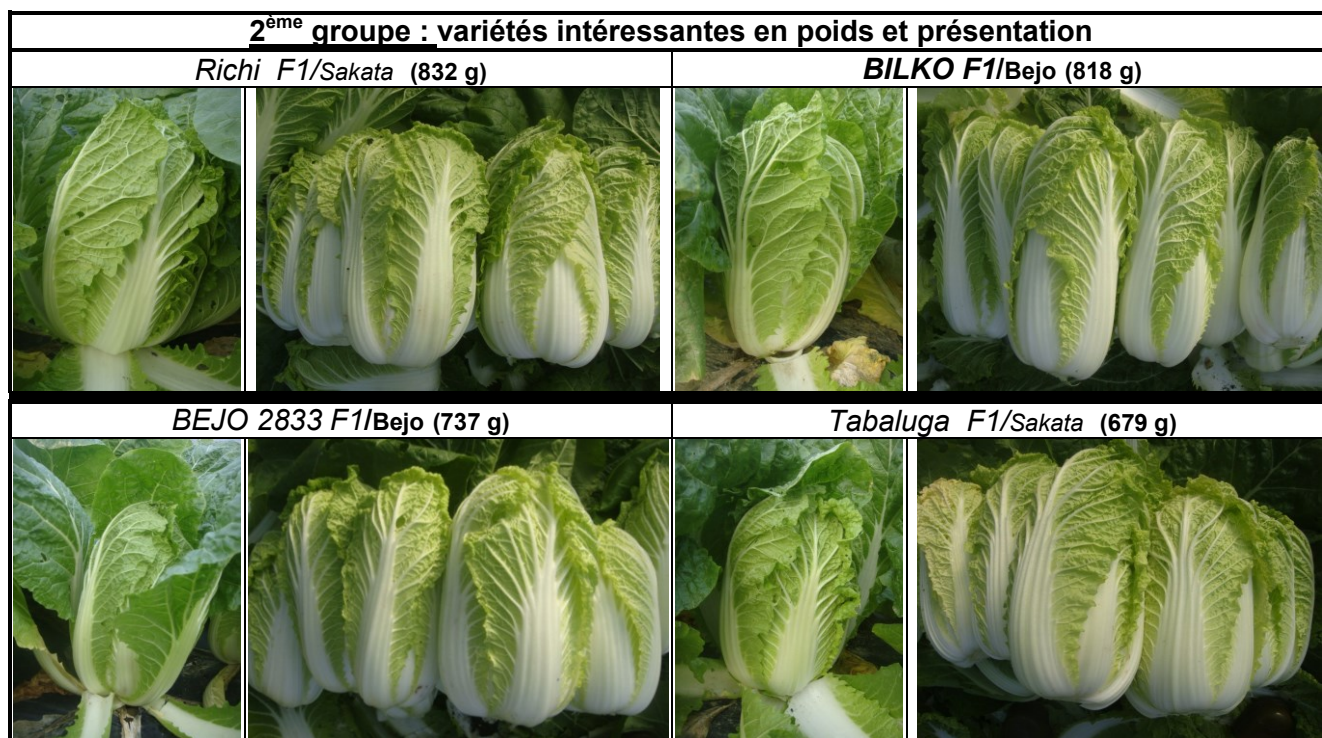 2ème groupe : variétés intéressantes en poids et présentation
Richi F1/Sakata (832 g)
BILKO F1/Bejo (818 g)
BEJO 2833 F1/Bejo (737 g)
Tabaluga F1/Sakata (679 g)